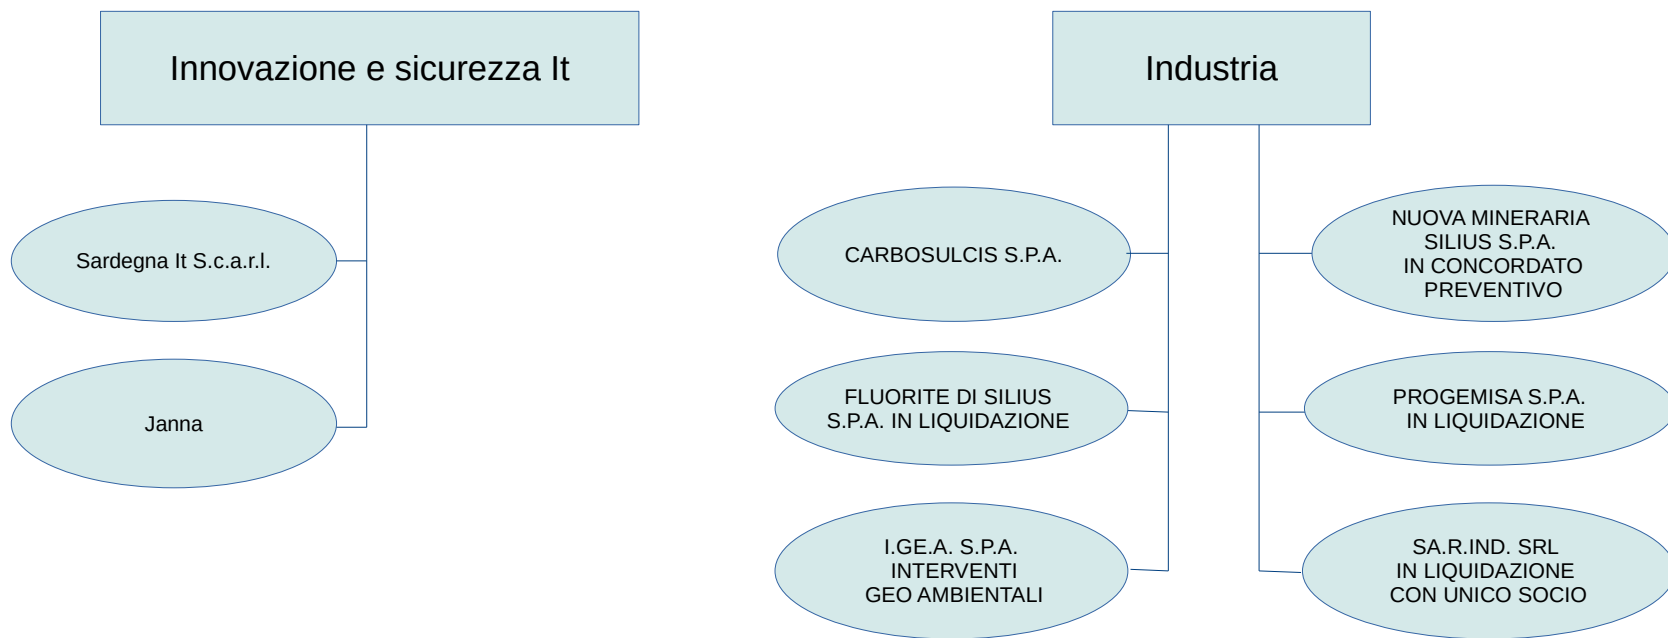 Innovazione e sicurezza It
Sardegna It S.c.a.r.l.
Janna
Industria
CARBOSULCIS S.P.A.
FLUORITE DI SILIUS
S.P.A. IN LIQUIDAZIONE
I.GE.A. S.P.A.
INTERVENTI
GEO AMBIENTALI
NUOVA MINERARIA
SILIUS S.P.A.
IN CONCORDATO
PREVENTIVO
PROGEMISA S.P.A.
IN LIQUIDAZIONE
SA.R.IND. SRL
IN LIQUIDAZIONE
CON UNICO SOCIO